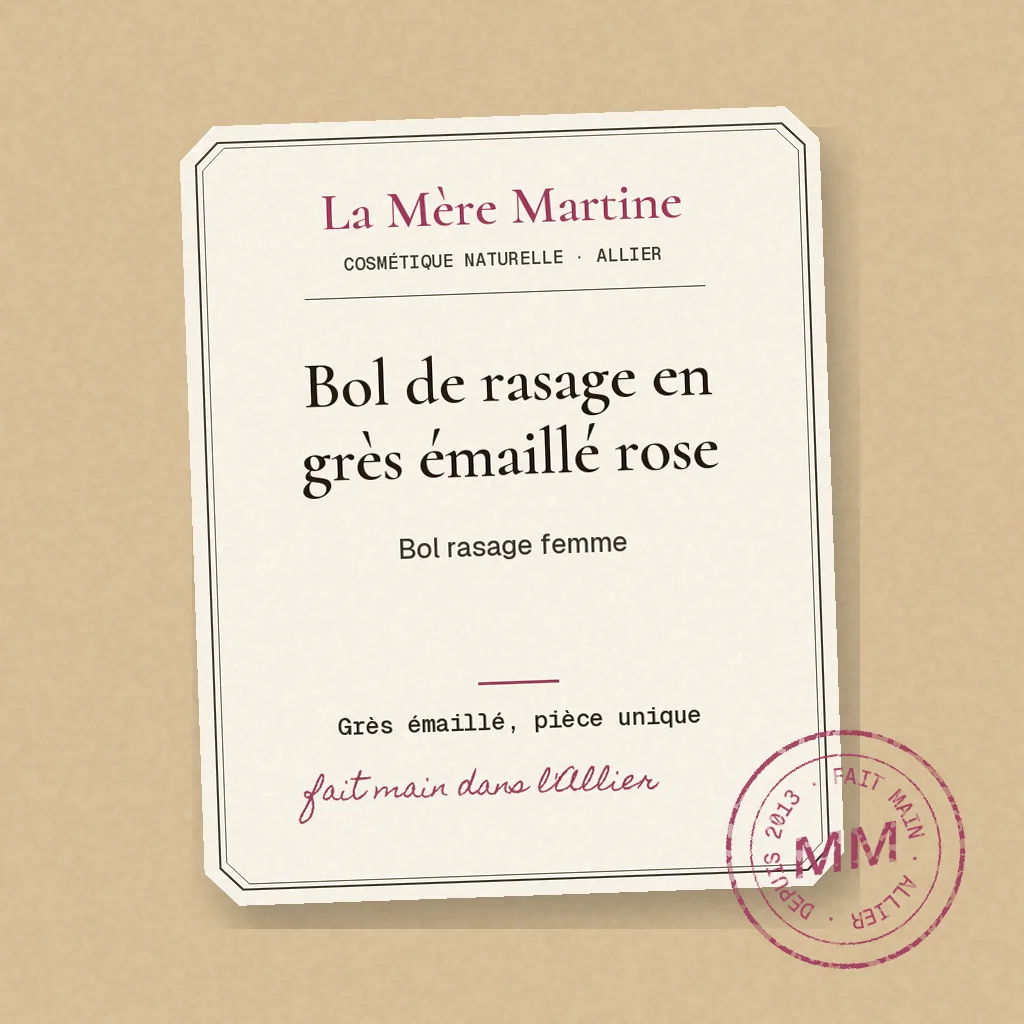 La Mère Martine
COSMÉTIQUE NATURELLE · ALLIER
Bol de rasage en
grès émaillé rose
Bol rasage femme
Grès émaillé, pièce unique
fait main dans l'Allier
FAIT MAIN · ALLIER · DEPUIS 2013 ·
MM